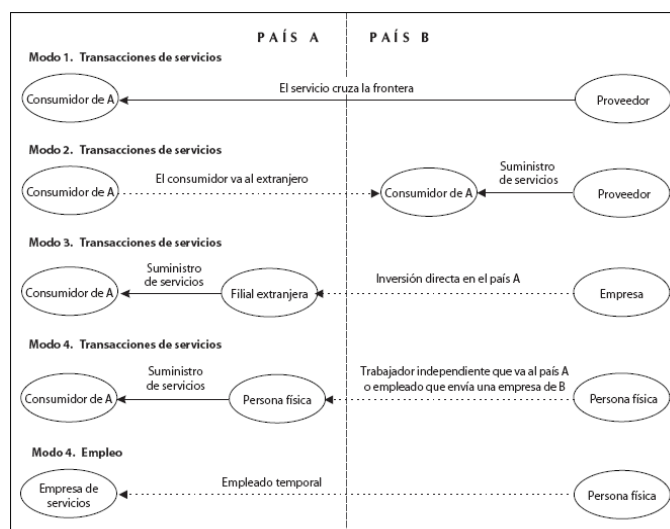 PAÍS A PAÍS B
Modo 1. Transacciones de servicios
El servicio cruza la frontera
Consumidor de A
Proveedor
Modo 2. Transacciones de servicios
El consumidor va al extranjero
Suministro
de servicios
Consumidor de A
Consumidor de A
Proveedor
Modo 3. Transacciones de servicios
Suministro
de servicios
Inversión directa en el país A
Consumidor de A
Filial extranjera
Empresa
Modo 4. Transacciones de servicios
Suministro
de servicios
Trabajador independiente que va al país A
o empleado que envía una empresa de B
Consumidor de A
Persona física
Persona física
Modo 4. Empleo
Empleado temporal
Empresa de
servicios
Persona física